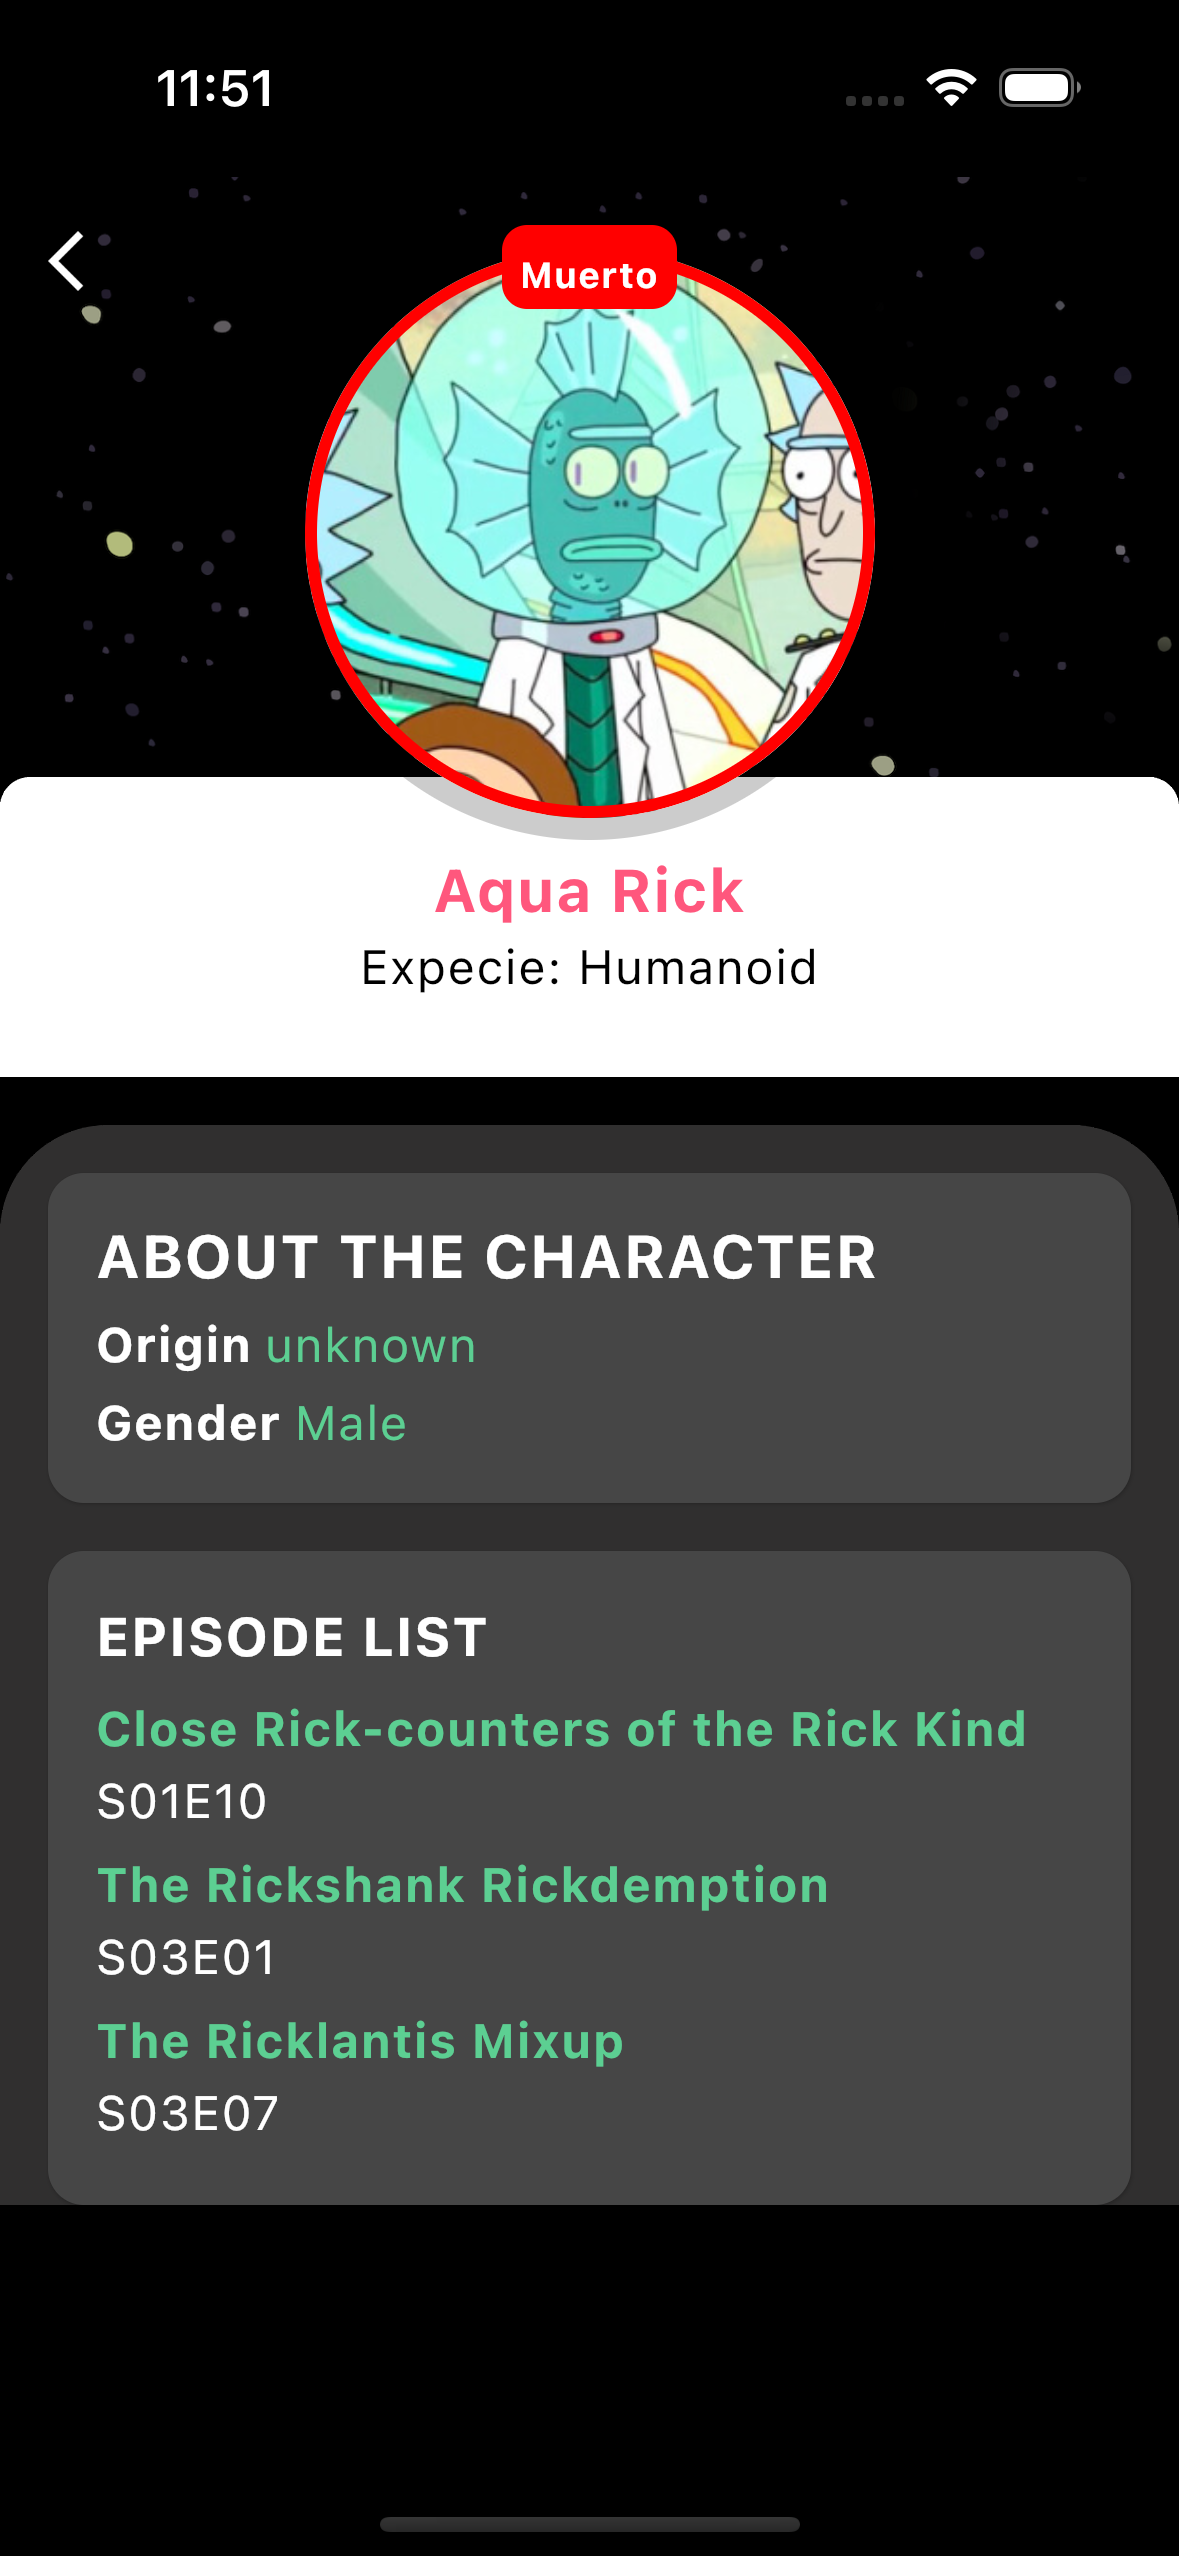 11:51
Muerto
Aqua Rick
Expecie: Humanoid
ABOUT THE CHARACTER
Origin unknown
Gender Male
EPISODE LIST
Close Rick-counters of the Rick Kind
S01E10
The Rickshank Rickdemption
S03E01
The Ricklantis Mixup
S03E07